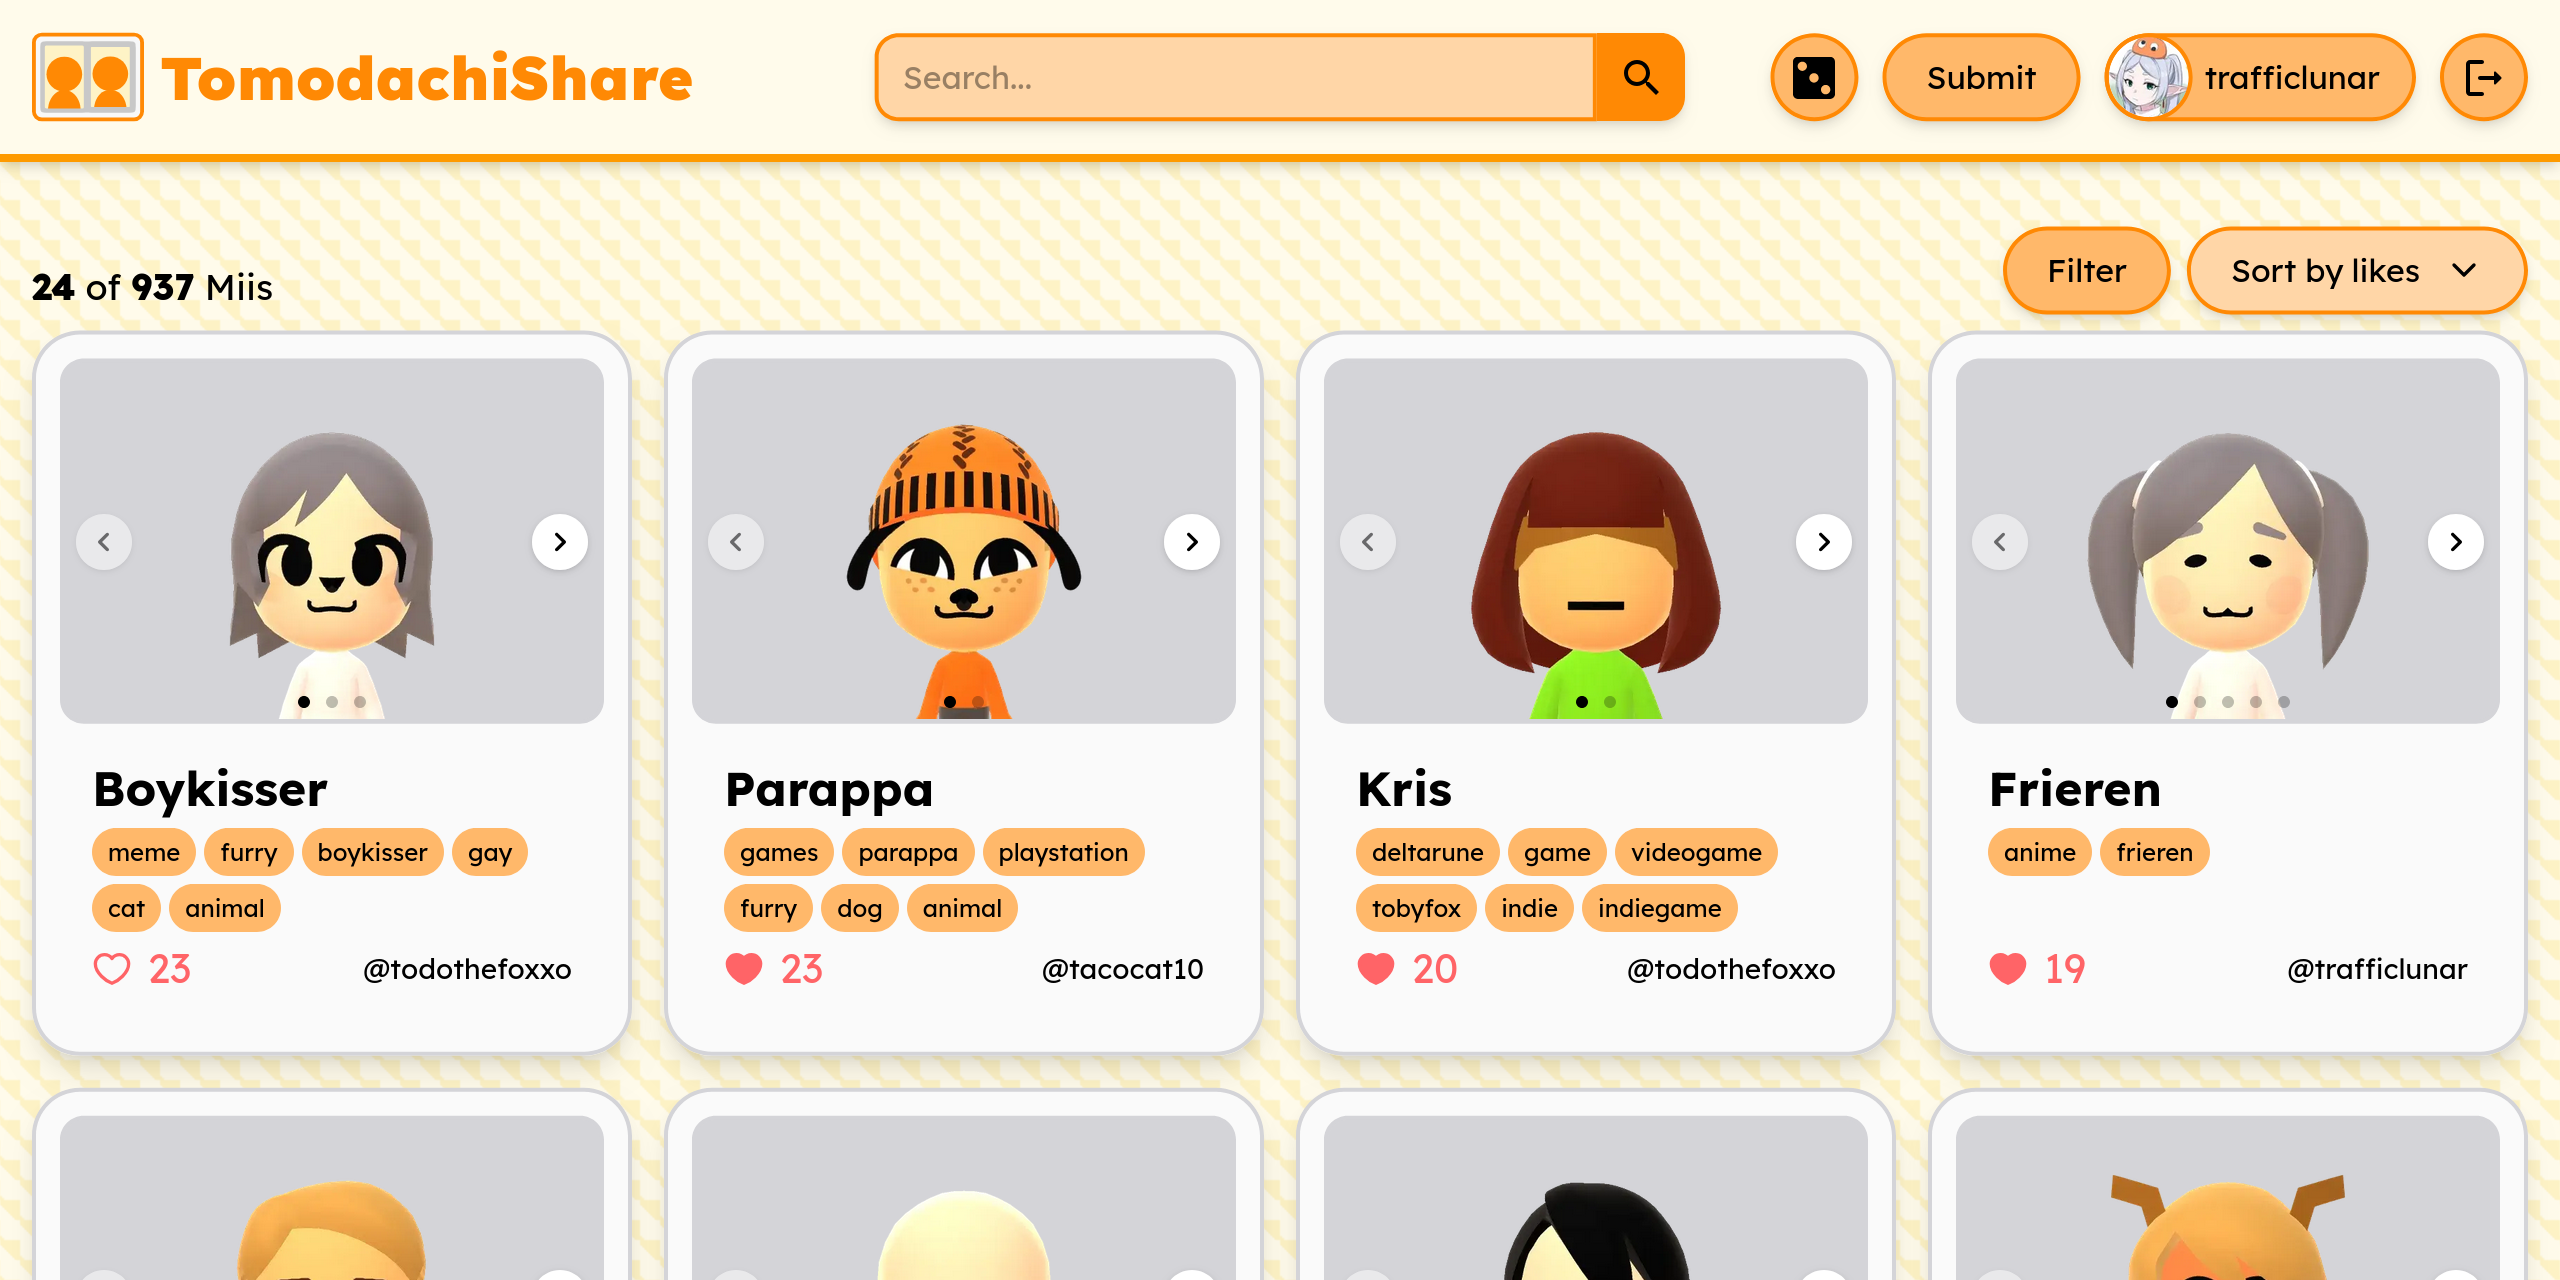 TomodachiShare
Search...
Submit
trafficlunar
24 of 937 Miis
Filter
Sort by likes
Boykisser
meme furry boykisser gay
cat animal
23 @todothefoxxo
Parappa
games parappa playstation
furry dog animal
23 @tacocat10
Kris
deltarune game videogame
tobyfox indie indiegame
20 @todothefoxxo
Frieren
anime frieren
19 @trafficlunar